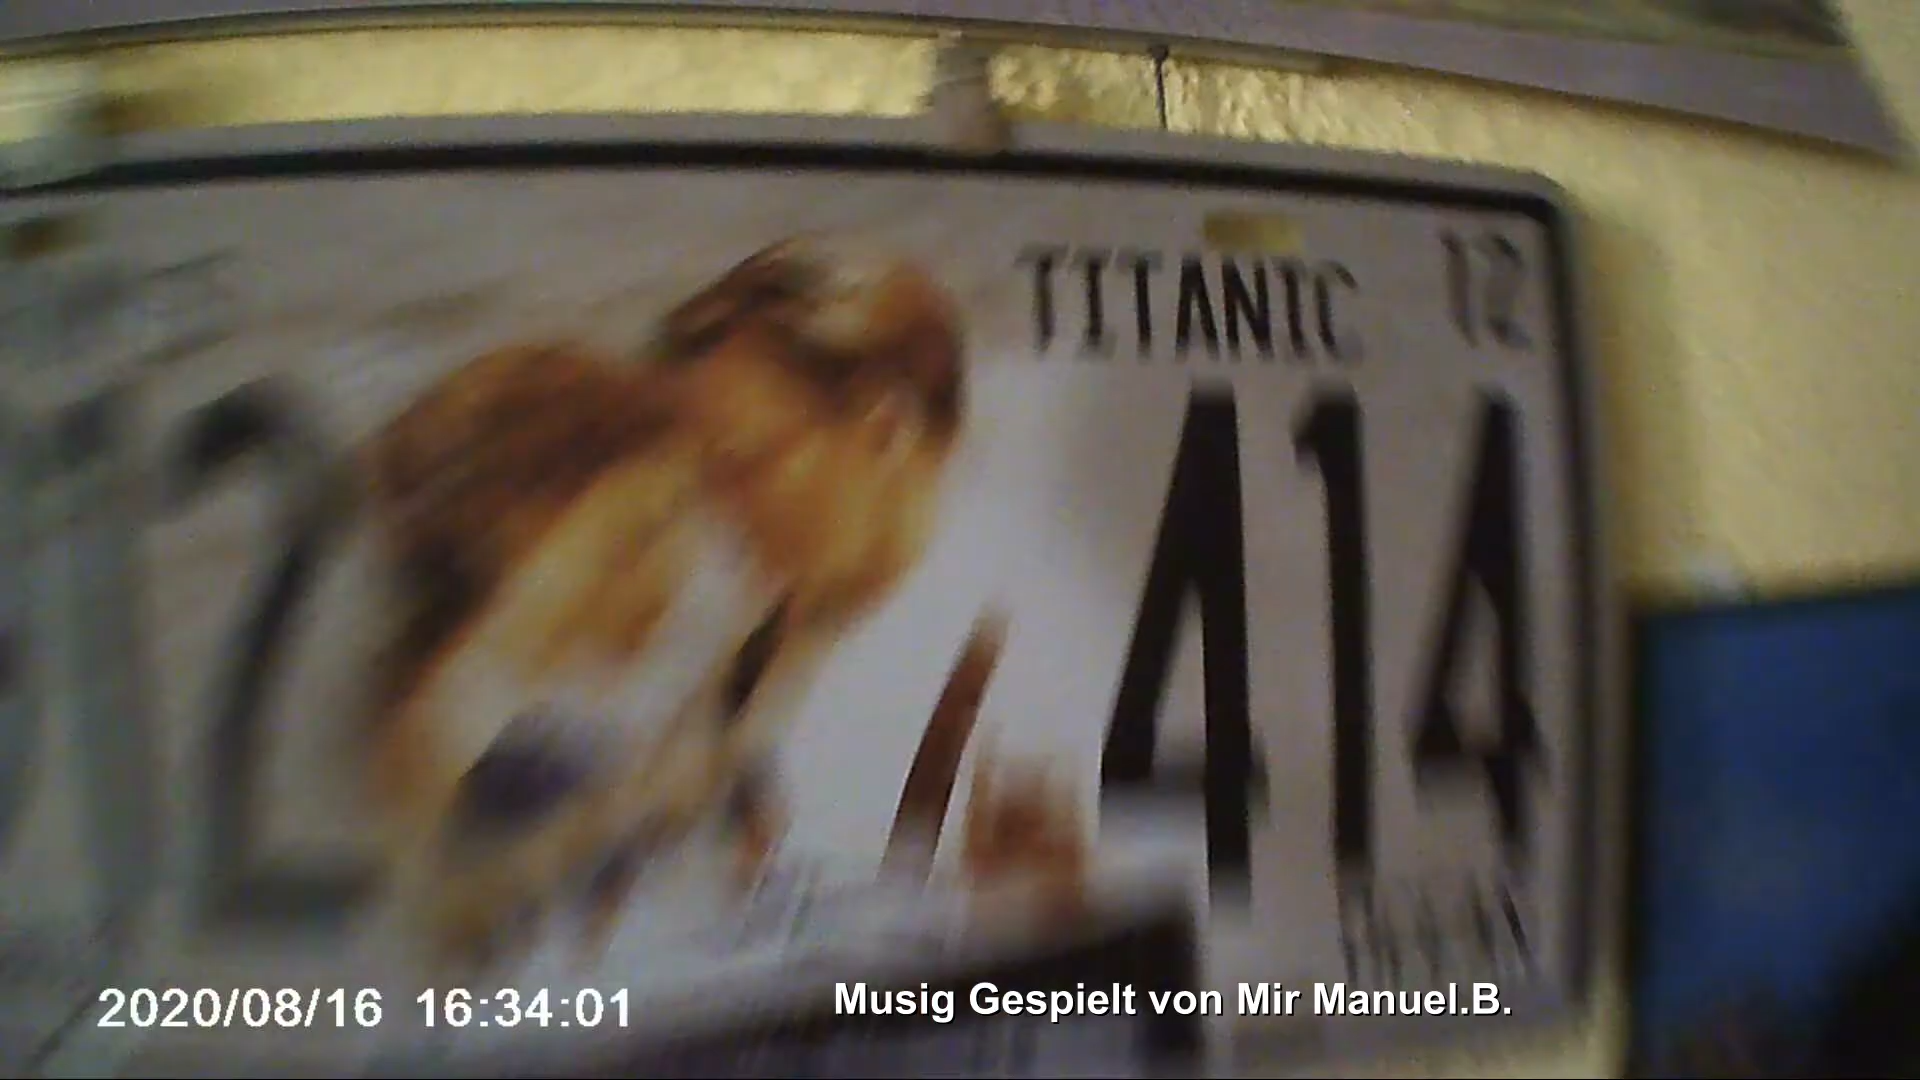 TITANIC 12
414
2020/08/16 16:34:01
Musig Gespielt von Mir Manuel.B.